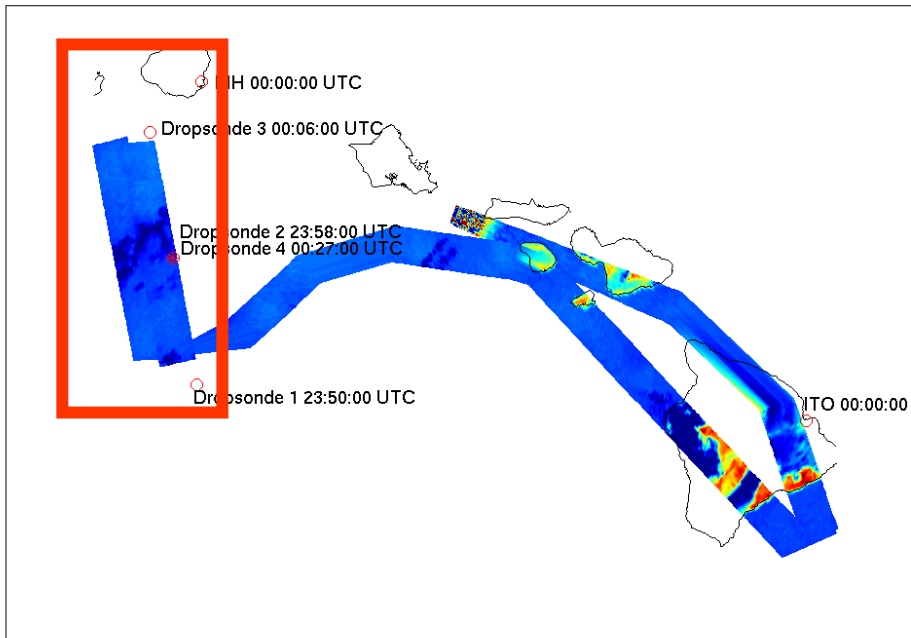 LIH 00:00:00 UTC
Dropsonde 3 00:06:00 UTC
Dropsonde 2 23:58:00 UTC
Dropsonde 4 00:27:00 UTC
Dropsonde 1 23:50:00 UTC
ITO 00:00:00